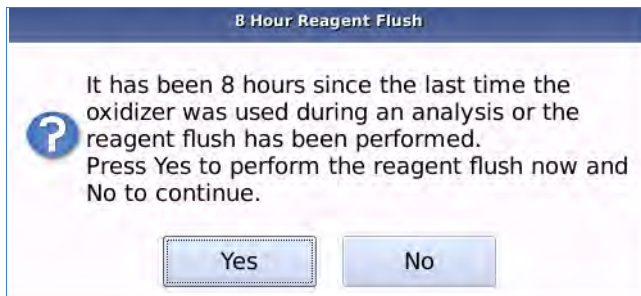 8 Hour Reagent Flush
It has been 8 hours since the last time the
oxidizer was used during an analysis or the
reagent flush has been performed.
Press Yes to perform the reagent flush now and
No to continue.
Yes No